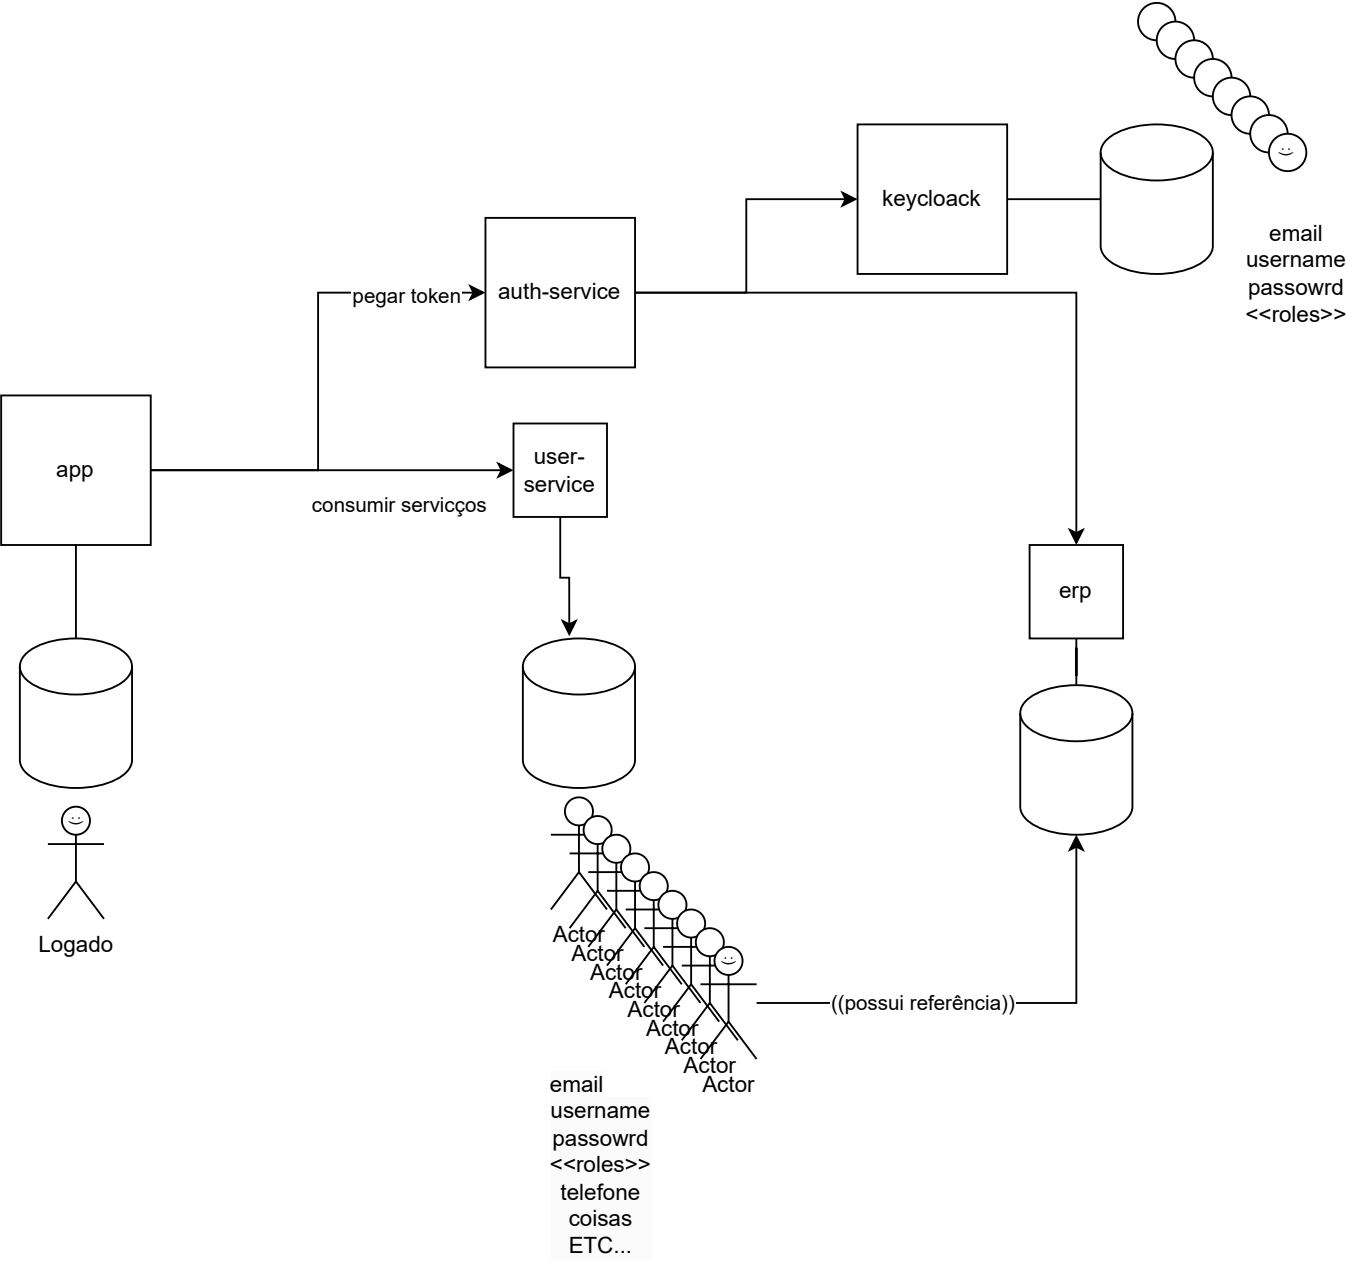 keycloack
email
username
passowrd
<<roles>>
auth-service
pegar token
app
user-
service
consumir servicços
erp
Logado
Actor
Actor
Actor
Actor
Actor
Actor
Actor
Actor
Actor
((possui referência))
email
username
passowrd
<<roles>>
telefone
coisas
ETC...